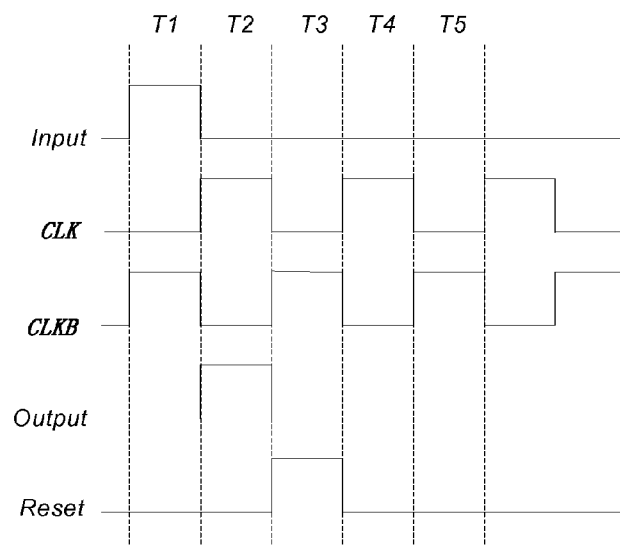 T1 T2 T3 T4 T5
Input
CLK
CLKB
Output
Reset